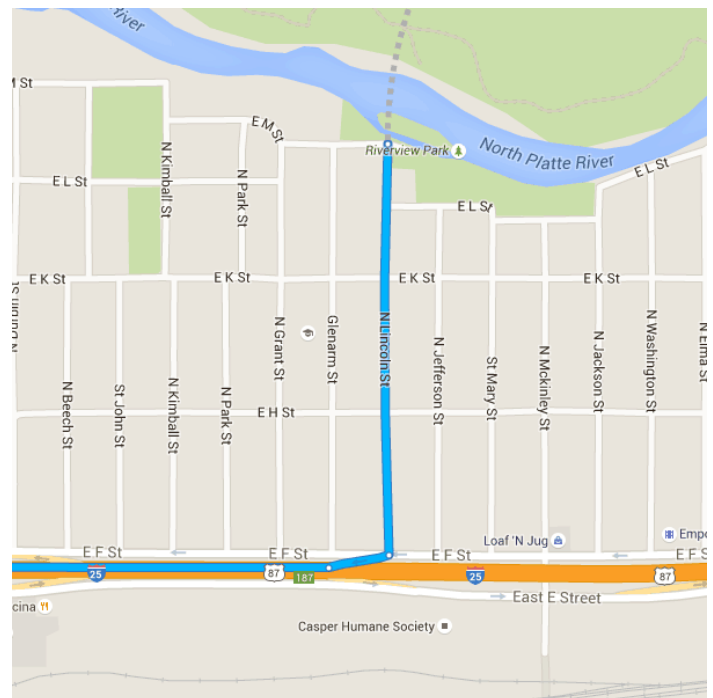 River
M St
E M St
Riverview Park
North Platte River
N Kimball St
N Park St
E L St
E L St
E L St
E K St
E K St
E K St
E K St
N Grant St
Glenarm St
N Lincoln St
N Jefferson St
St Mary St
N Mckinley St
N Jackson St
N Washington St
N Elma St
N Beech St
St John St
N Kimball St
N Park St
E H St
E H St
Loaf 'N Jug
Empo
E F St
E F St
E F St
E F S
25
87
187
25
87
East E Street
cina
Casper Humane Society